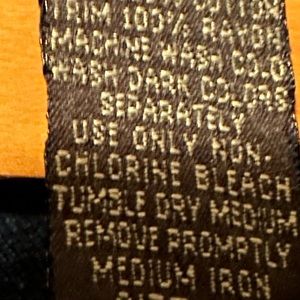 COTTON
TRIM 100% RAYON
MACHINE WASH COLD
WASH DARK COLORS
SEPARATELY
USE ONLY NON-
CHLORINE BLEACH
TUMBLE DRY MEDIUM
REMOVE PROMPTLY
MEDIUM IRON